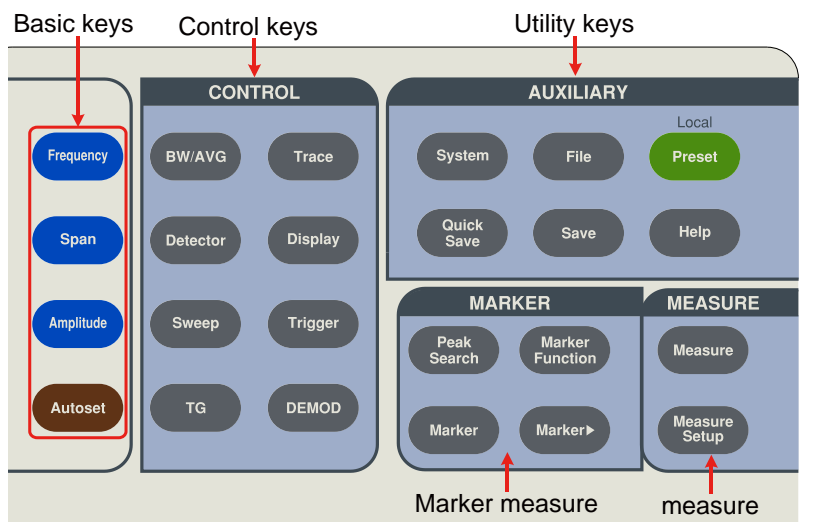 Basic keys
Control keys
Utility keys
CONTROL
AUXILIARY
Local
Frequency
BW/AVG
Trace
System
File
Preset
Span
Detector
Display
Quick
Save
Save
Help
MARKER
MEASURE
Amplitude
Sweep
Trigger
Peak
Search
Marker
Function
Measure
Autoset
TG
DEMOD
Marker
Marker▶
Measure
Setup
Marker measure
measure